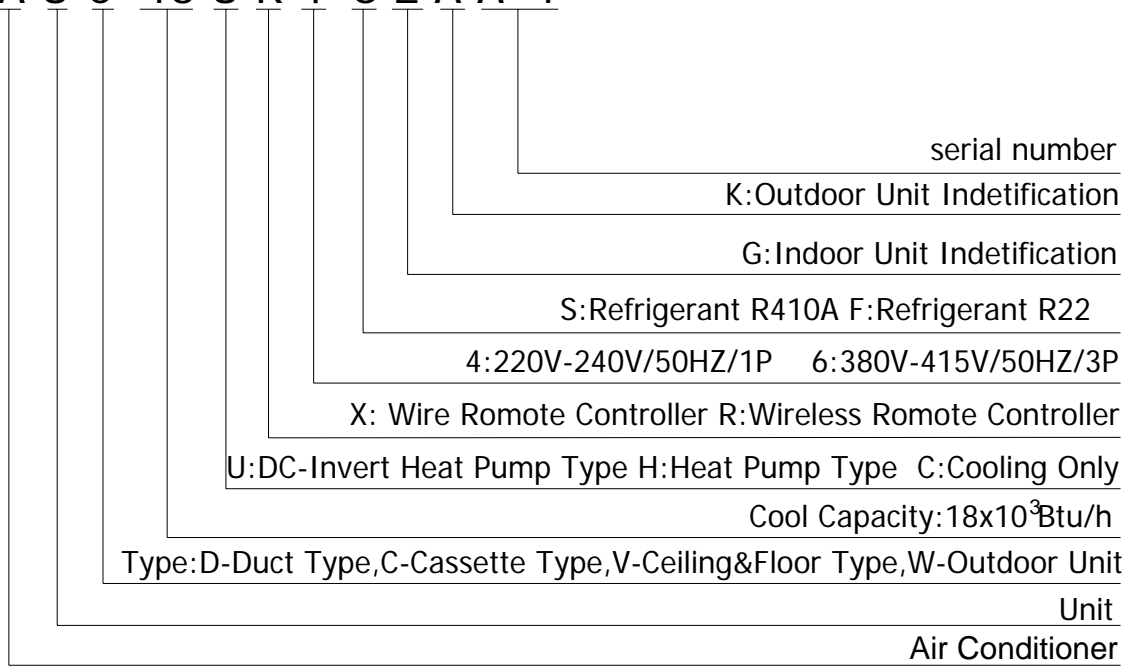 serial number
K:Outdoor Unit Indetification
G:Indoor Unit Indetification
S:Refrigerant R410A F:Refrigerant R22
4:220V-240V/50HZ/1P 6:380V-415V/50HZ/3P
X: Wire Romote Controller R:Wireless Romote Controller
U:DC-Invert Heat Pump Type H:Heat Pump Type C:Cooling Only
Cool Capacity:18x10³Btu/h
Type:D-Duct Type,C-Cassette Type,V-Ceiling&Floor Type,W-Outdoor Unit
Unit
Air Conditioner